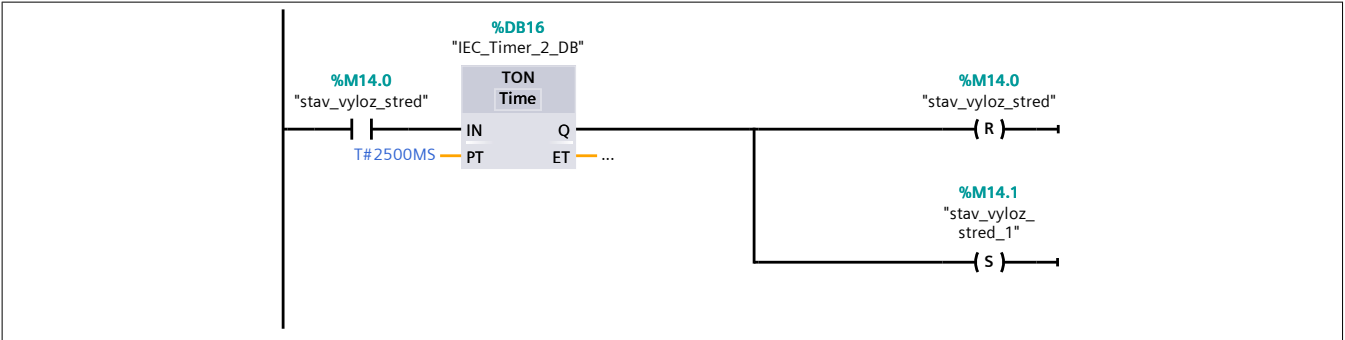 %DB16
"IEC_Timer_2_DB"
TON
Time
%M14.0
"stav_vyloz_stred"
IN
Q
T#2500MS
PT
ET
...
%M14.0
"stav_vyloz_stred"
R
%M14.1
"stav_vyloz_
stred_1"
S